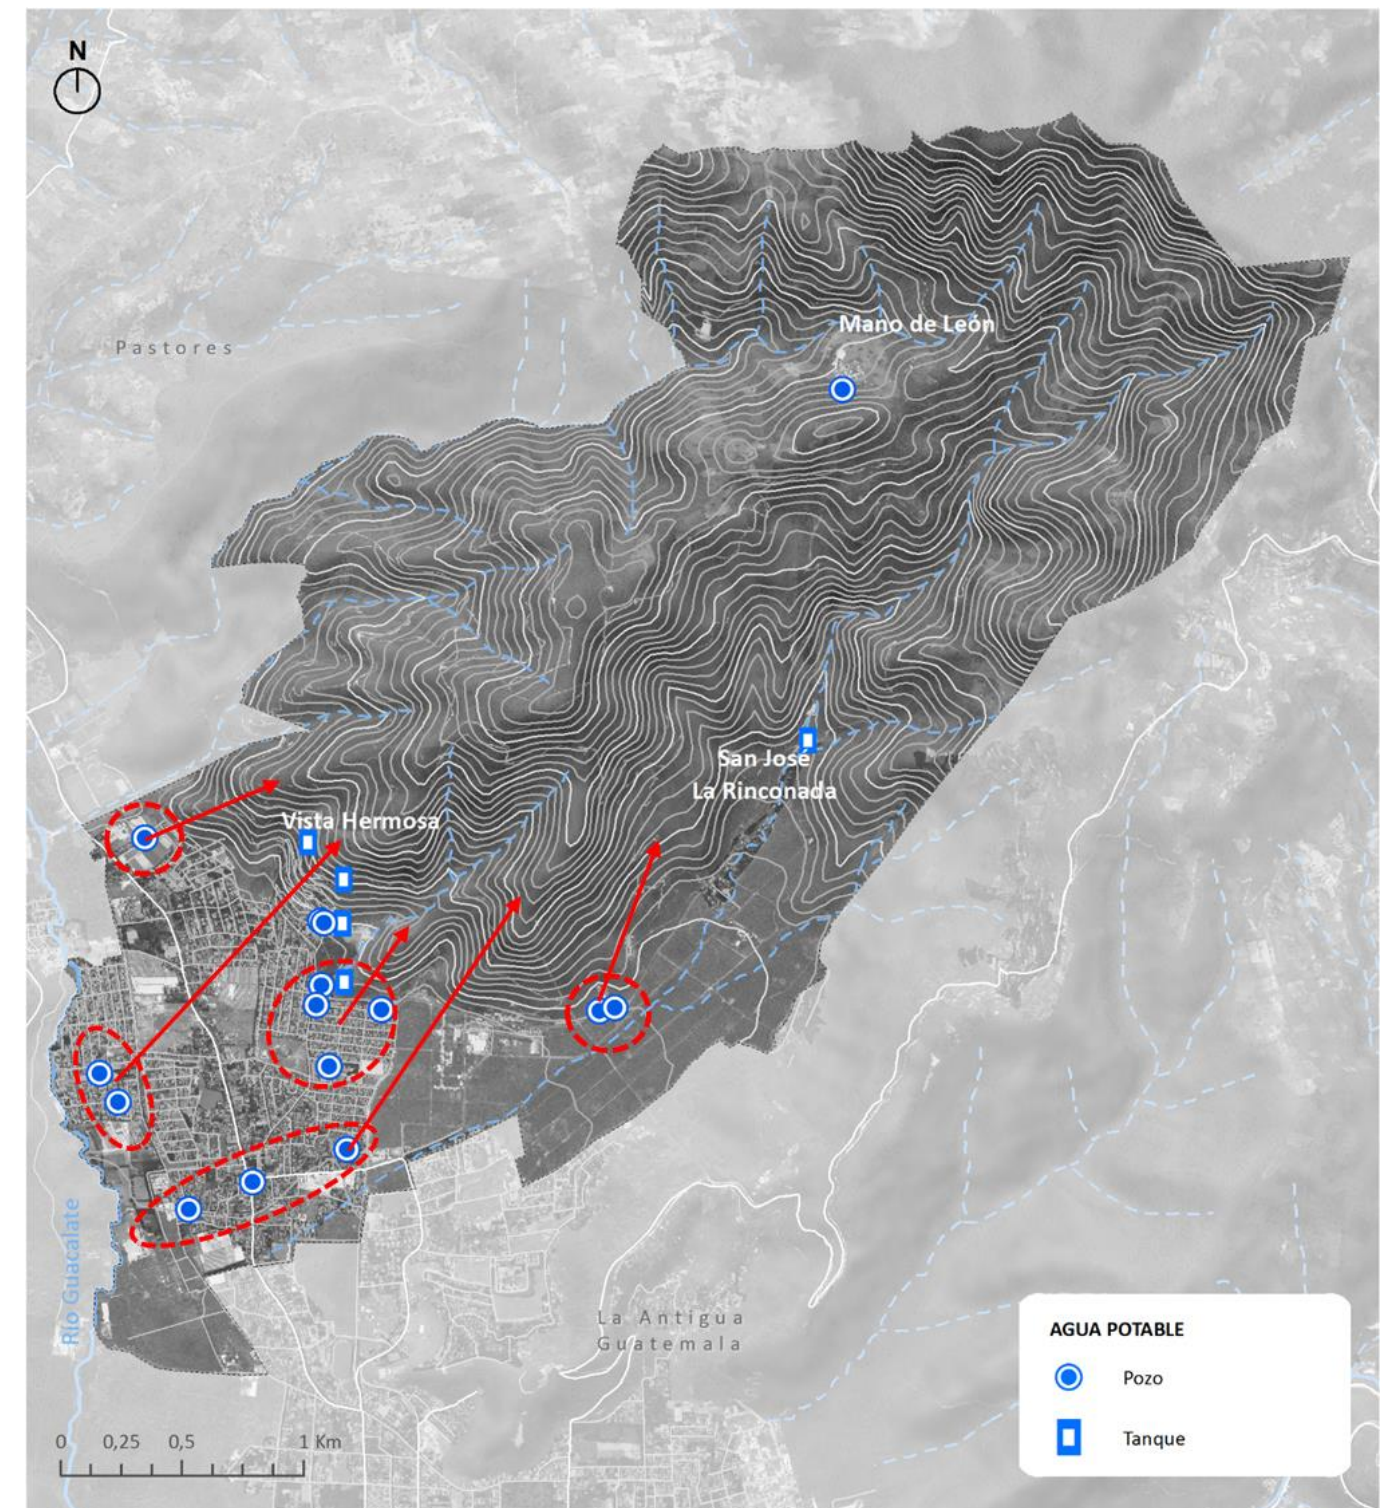 N
Mano de León
Pastores
San José
La Rinconada
Vista Hermosa
Río Guacalate
La Antigua
Guatemala
AGUA POTABLE
Pozo
Tanque
0 0,25 0,5 1 Km